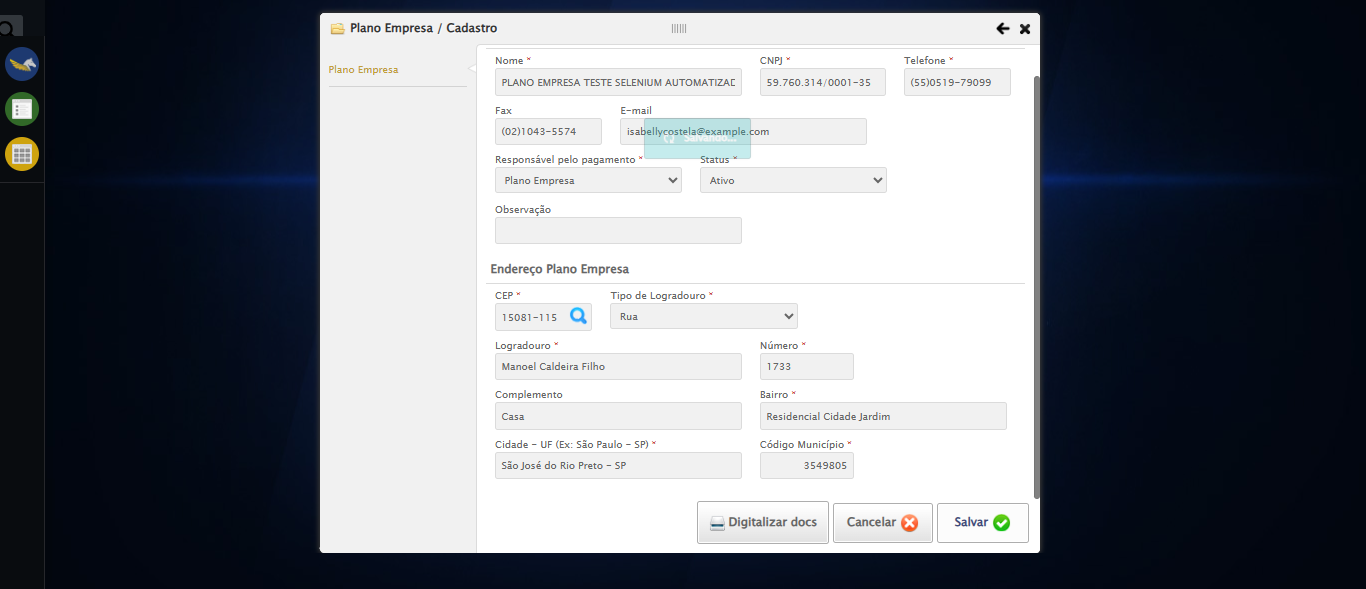 Plano Empresa / Cadastro
Plano Empresa
Nome * CNPJ * Telefone *
PLANO EMPRESA TESTE SELENIUM AUTOMATIZAD 59.760.314/0001-35 (55)0519-79099
Fax E-mail
(02)1043-5574 isabellycostela@example.com
Responsável pelo pagamento * Status *
Plano Empresa Ativo
Observação
Endereço Plano Empresa
CEP * Tipo de Logradouro *
15081-115 Rua
Logradouro * Número *
Manoel Caldeira Filho 1733
Complemento Bairro *
Casa Residencial Cidade Jardim
Cidade - UF (Ex: São Paulo - SP) * Código Município *
São José do Rio Preto - SP 3549805
Digitalizar docs Cancelar Salvar